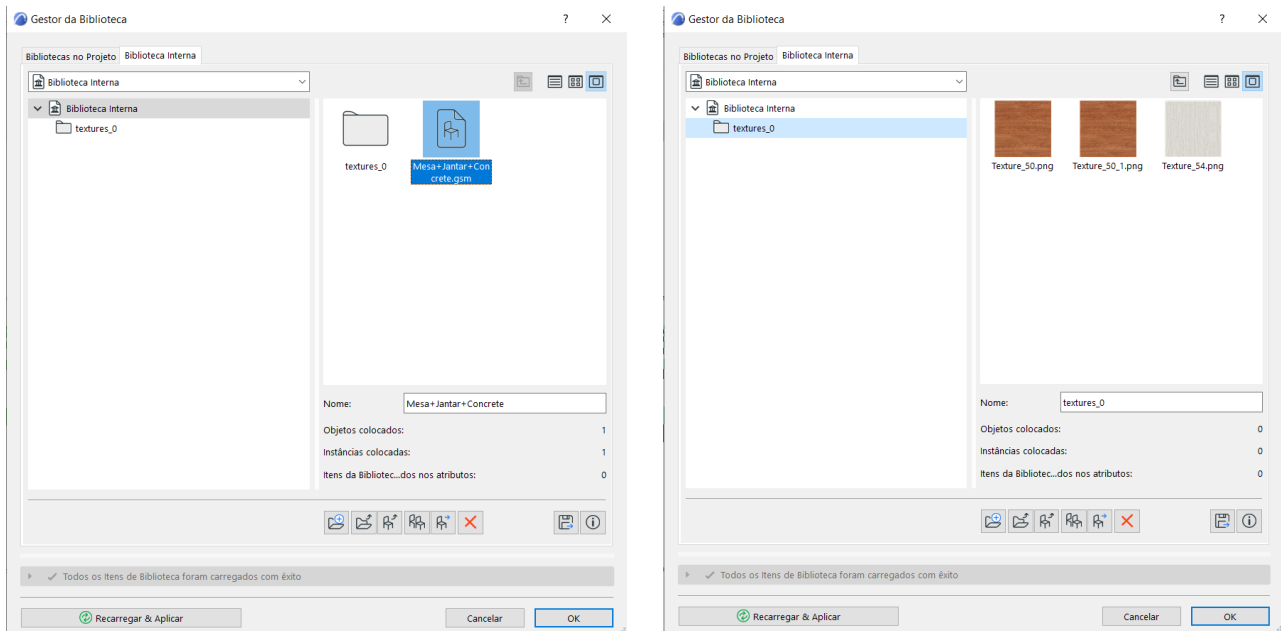 Gestor da Biblioteca
?
Bibliotecas no Projeto
Biblioteca Interna
Biblioteca Interna
Biblioteca Interna
textures_0
textures_0
Mesa+Jantar+Con
crete.gsm
Nome:
Mesa+Jantar+Concrete
Objetos colocados:
1
Instâncias colocadas:
1
Itens da Bibliotec...dos nos atributos:
0
Todos os Itens de Biblioteca foram carregados com êxito
Recarregar & Aplicar
Cancelar
OK
Gestor da Biblioteca
?
Bibliotecas no Projeto
Biblioteca Interna
Biblioteca Interna
Biblioteca Interna
textures_0
Texture_50.png
Texture_50_1.png
Texture_54.png
Nome:
textures_0
Objetos colocados:
0
Instâncias colocadas:
0
Itens da Bibliotec...dos nos atributos:
0
Todos os Itens de Biblioteca foram carregados com êxito
Recarregar & Aplicar
Cancelar
OK